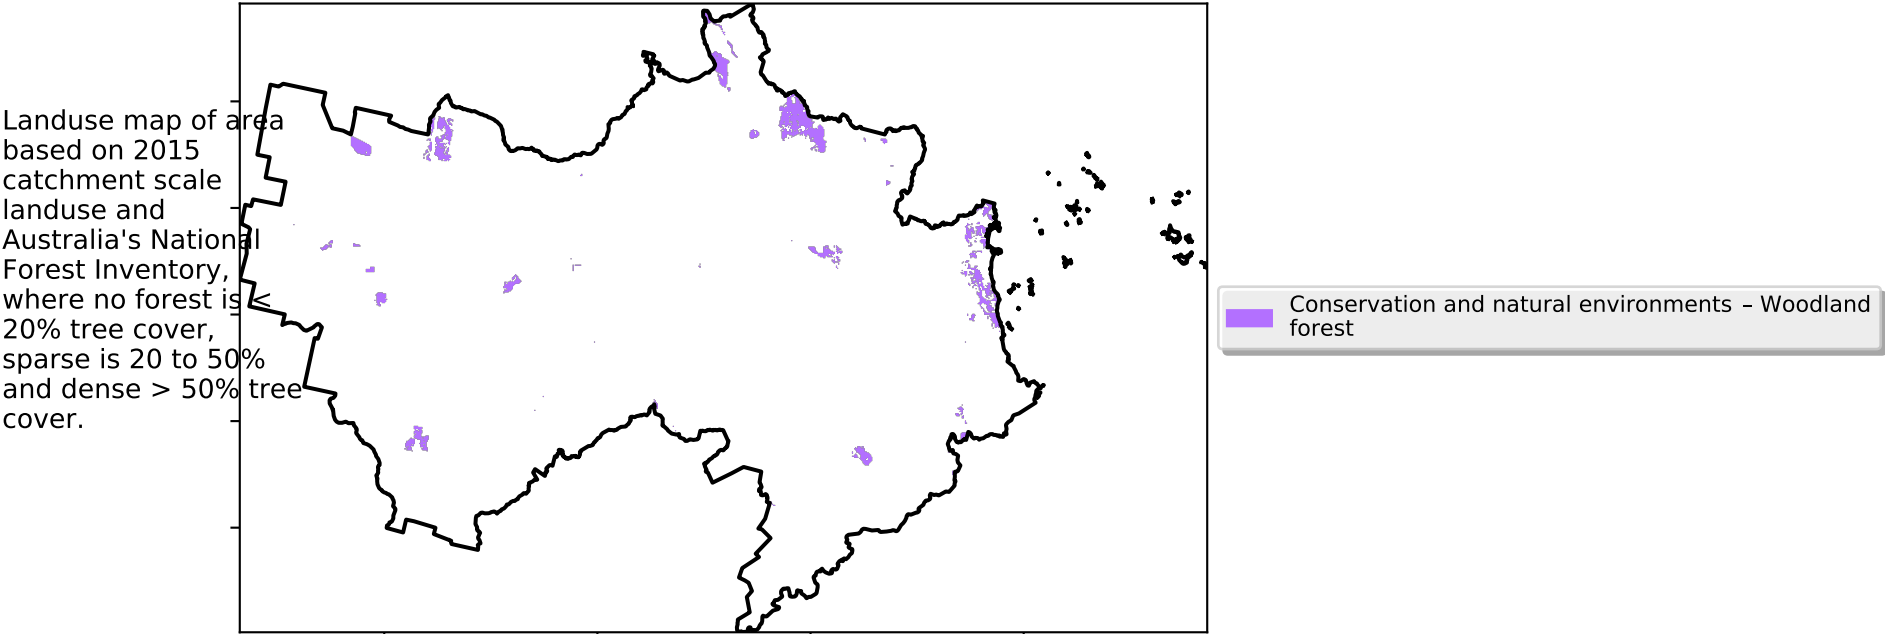 Landuse map of area
based on 2015
catchment scale
landuse and
Australia's National
Forest Inventory,
where no forest is <
20% tree cover,
sparse is 20 to 50%
and dense > 50% tree
cover.
Conservation and natural environments – Woodland
forest